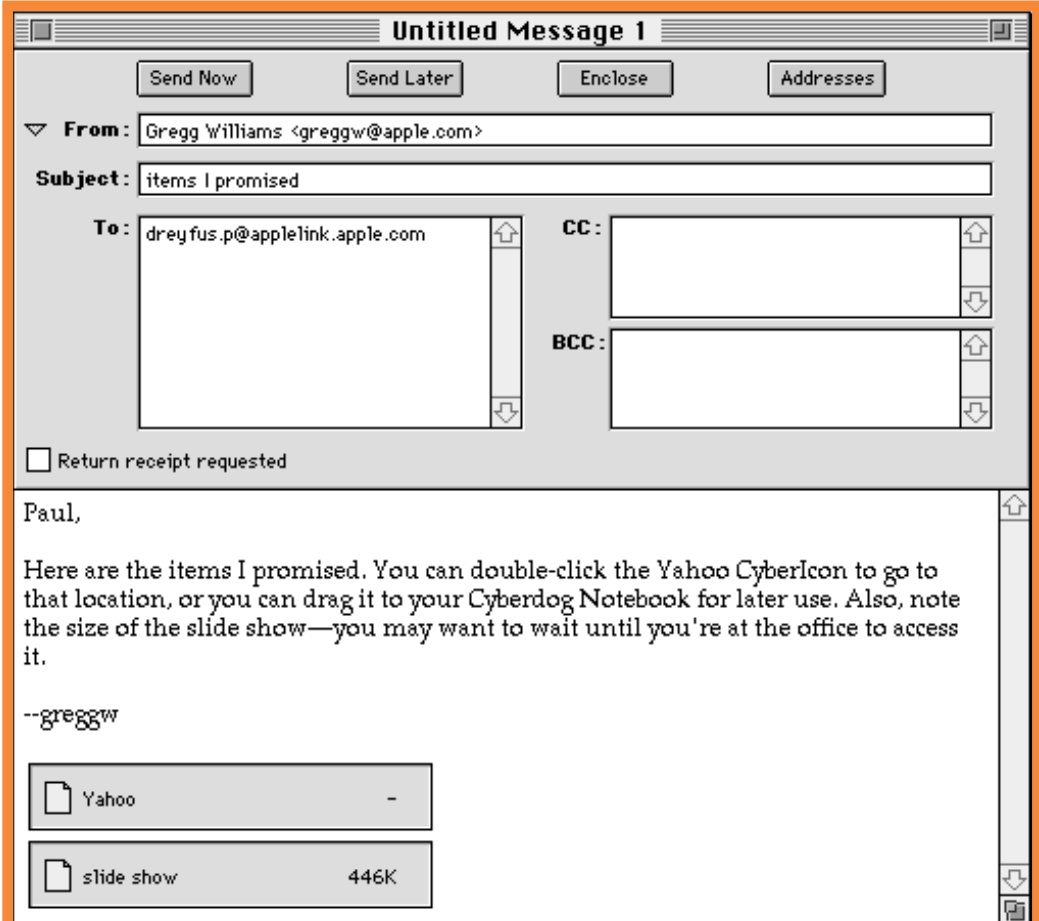 Untitled Message 1
Send Now Send Later Enclose Addresses
From: Gregg Williams <greggw@apple.com>
Subject: items I promised
To: dreyfus.p@applelink.apple.com CC:
BCC:
Return receipt requested
Paul,
Here are the items I promised. You can double-click the Yahoo CyberIcon to go to
that location, or you can drag it to your Cyberdog Notebook for later use. Also, note
the size of the slide show—you may want to wait until you're at the office to access
it.
--greggw
Yahoo -
slide show 446K